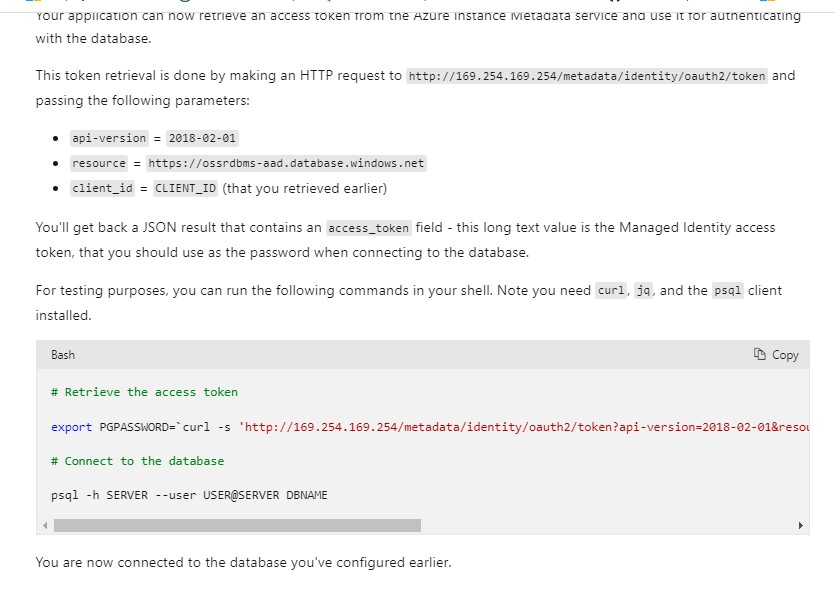 Your application can now retrieve an access token from the Azure Instance Metadata service and use it for authenticating
with the database.
This token retrieval is done by making an HTTP request to http://169.254.169.254/metadata/identity/oauth2/token and
passing the following parameters:
• api-version = 2018-02-01
• resource = https://ossrdbms-aad.database.windows.net
• client_id = CLIENT_ID (that you retrieved earlier)
You'll get back a JSON result that contains an access_token field - this long text value is the Managed Identity access
token, that you should use as the password when connecting to the database.
For testing purposes, you can run the following commands in your shell. Note you need curl, jq, and the psql client
installed.
Bash
Copy
# Retrieve the access token
export PGPASSWORD=`curl -s 'http://169.254.169.254/metadata/identity/oauth2/token?api-version=2018-02-01&resou
# Connect to the database
psql -h SERVER --user USER@SERVER DBNAME
You are now connected to the database you've configured earlier.